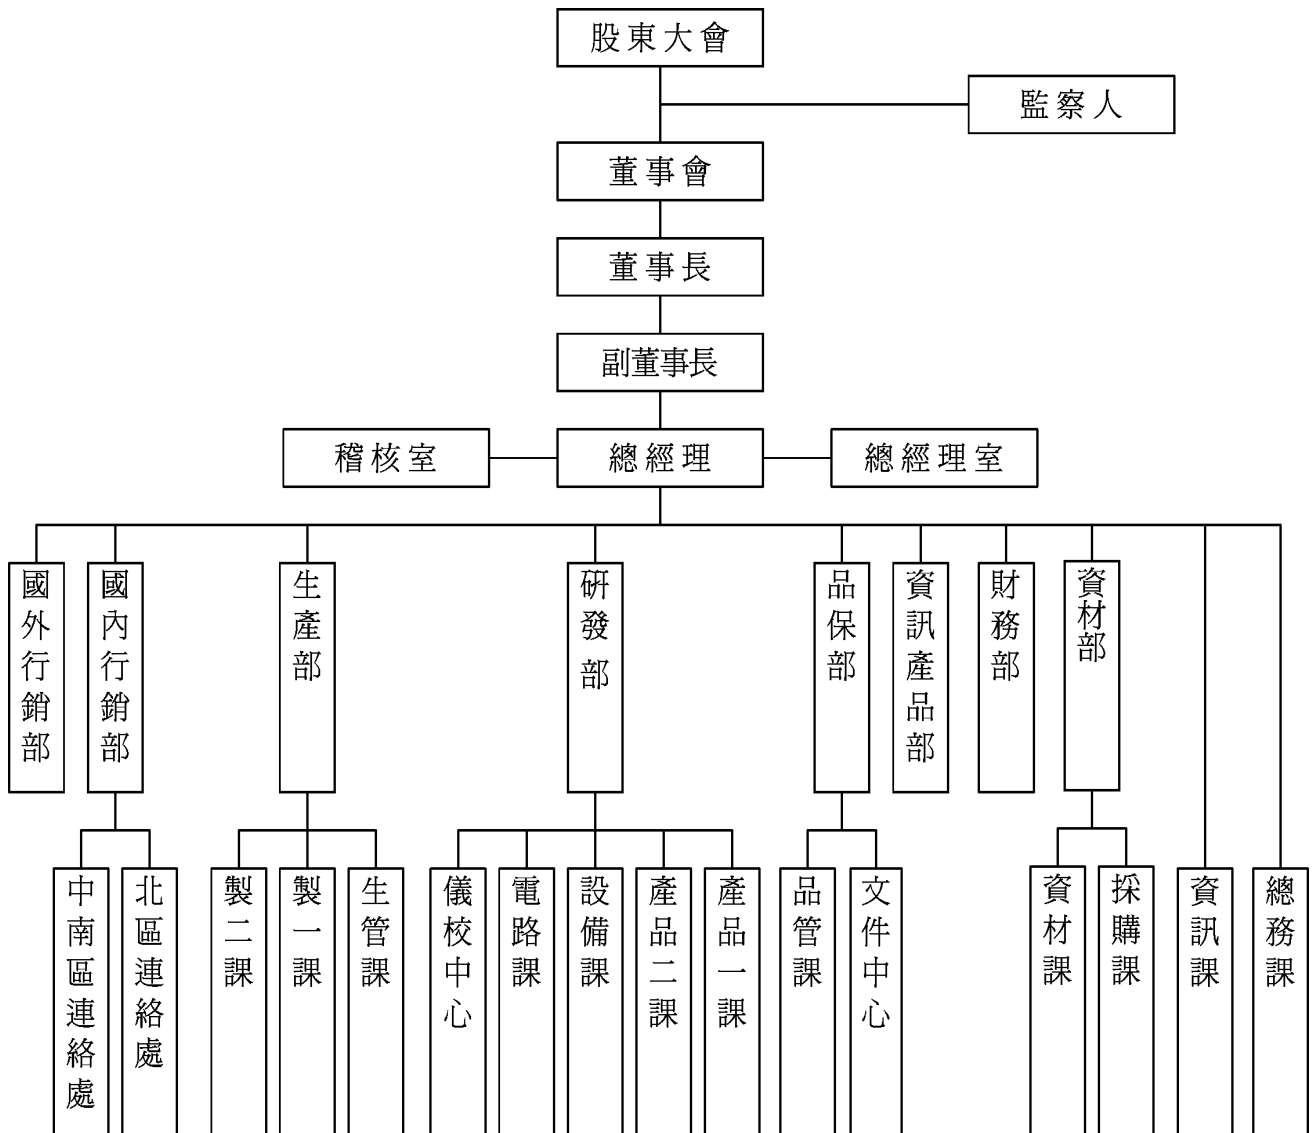 股東大會
監察人
董事會
董事長
副董事長
稽核室
總經理
總經理室
國外行銷部
國內行銷部
生產部
研發部
品保部
資訊產品部
財務部
資材部
中南區連絡處
北區連絡處
製二課
製一課
生管課
儀校中心
電路課
設備課
產品二課
產品一課
品管課
文件中心
資材課
採購課
資訊課
總務課